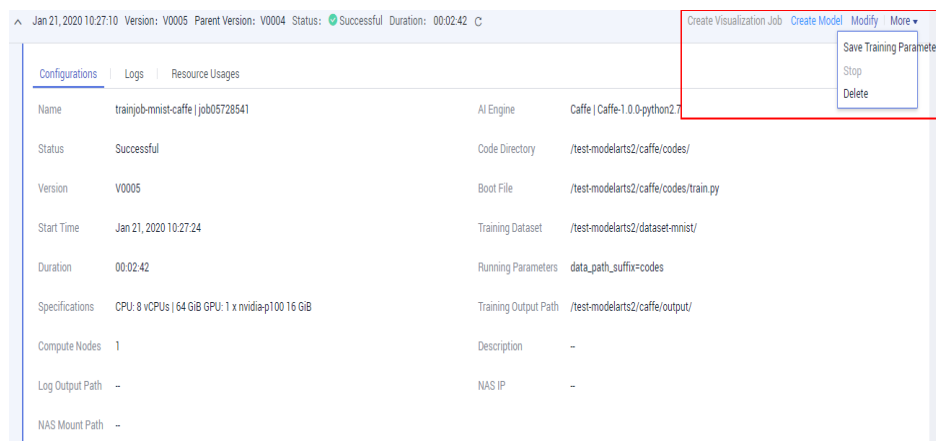 Jan 21, 2020 10:27:10 Version: V0005 Parent Version: V0004 Status: Successful Duration: 00:02:42 Create Visualization Job Create Model Modify More
Save Training Paramete
Stop
Delete
Configurations Logs Resource Usages
Name trainjob-mnist-caffe | job05728541 AI Engine Caffe | Caffe-1.0.0-python2.7
Status Successful Code Directory /test-modelarts2/caffe/codes/
Version V0005 Boot File /test-modelarts2/caffe/codes/train.py
Start Time Jan 21, 2020 10:27:24 Training Dataset /test-modelarts2/dataset-mnist/
Duration 00:02:42 Running Parameters data_path_suffix=codes
Specifications CPU: 8 vCPUs | 64 GiB GPU: 1 x nvidia-p100 16 GiB Training Output Path /test-modelarts2/caffe/output/
Compute Nodes 1 Description --
Log Output Path -- NAS IP --
NAS Mount Path --